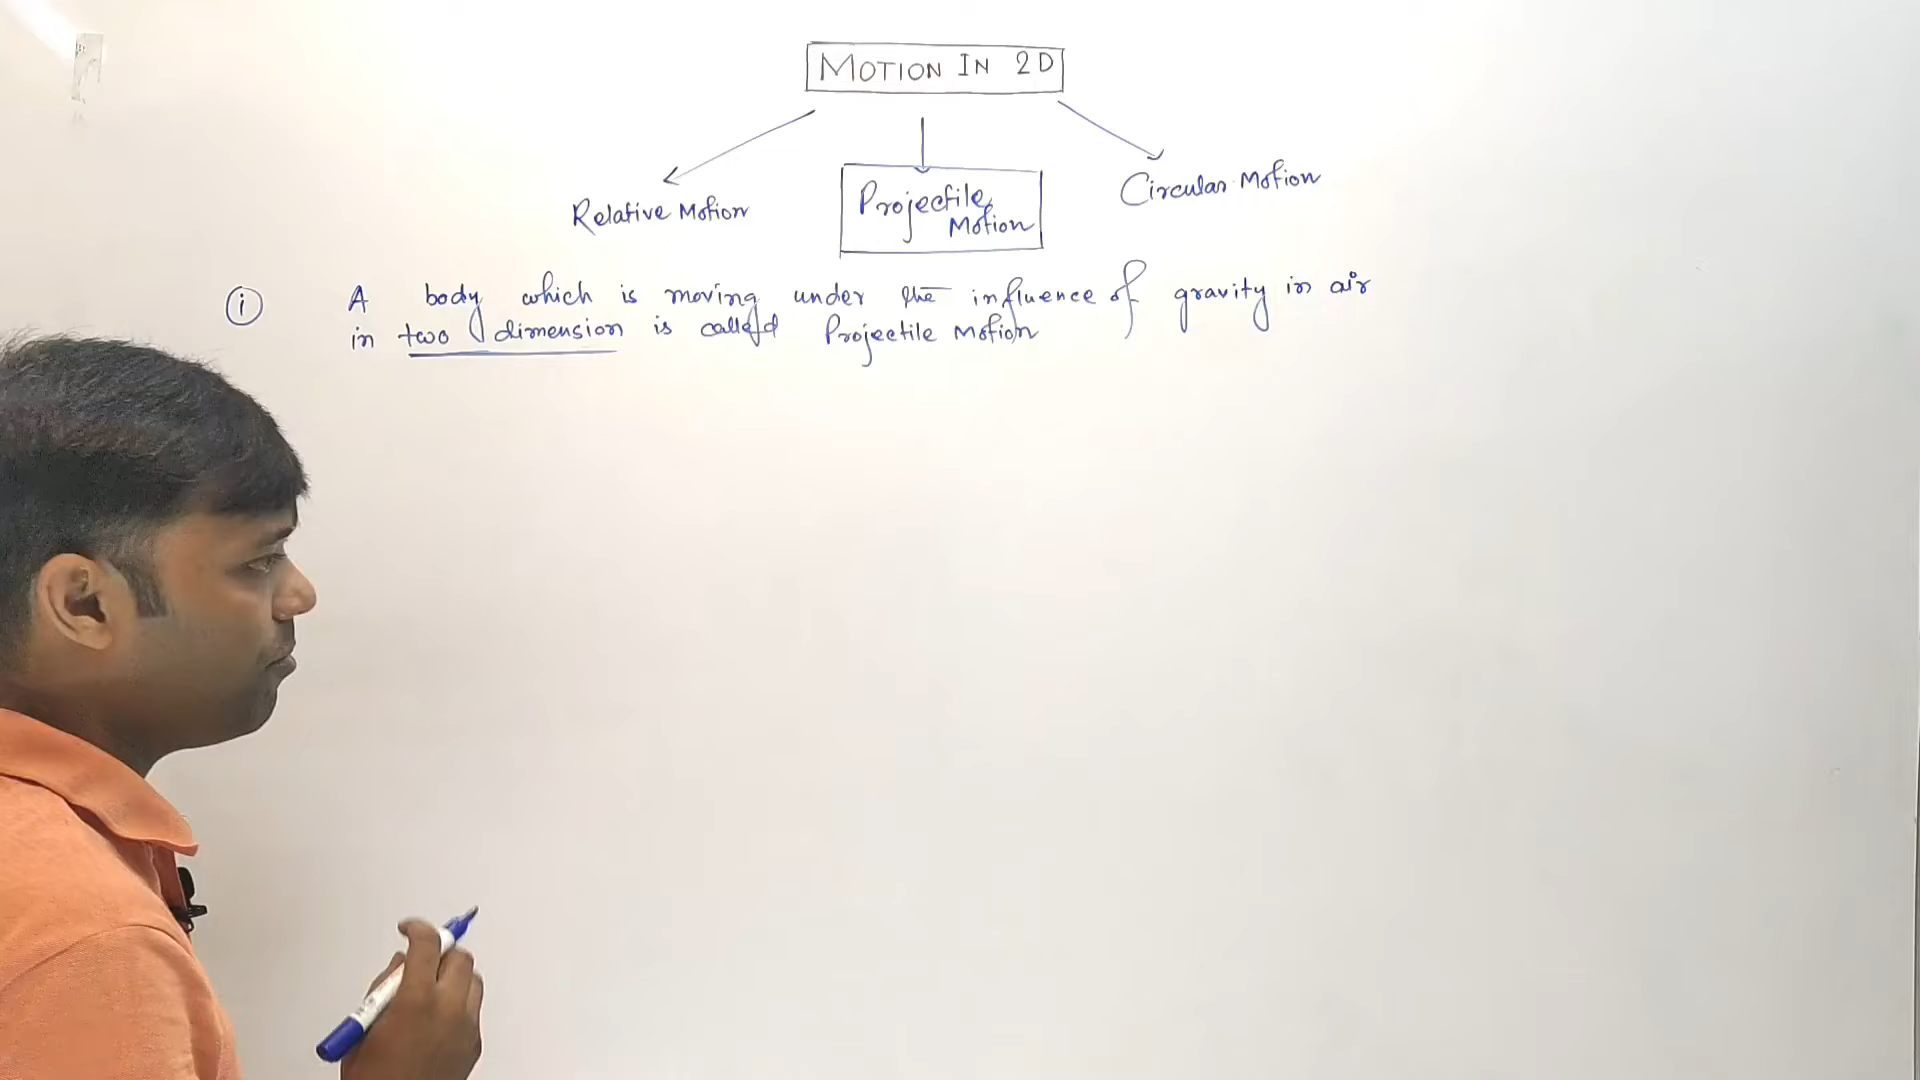 MOTION IN 2D
Relative Motion
Projectile
Motion
Circular Motion
(i) A body which is moving under the influence of gravity in air
in two dimension is called Projectile Motion